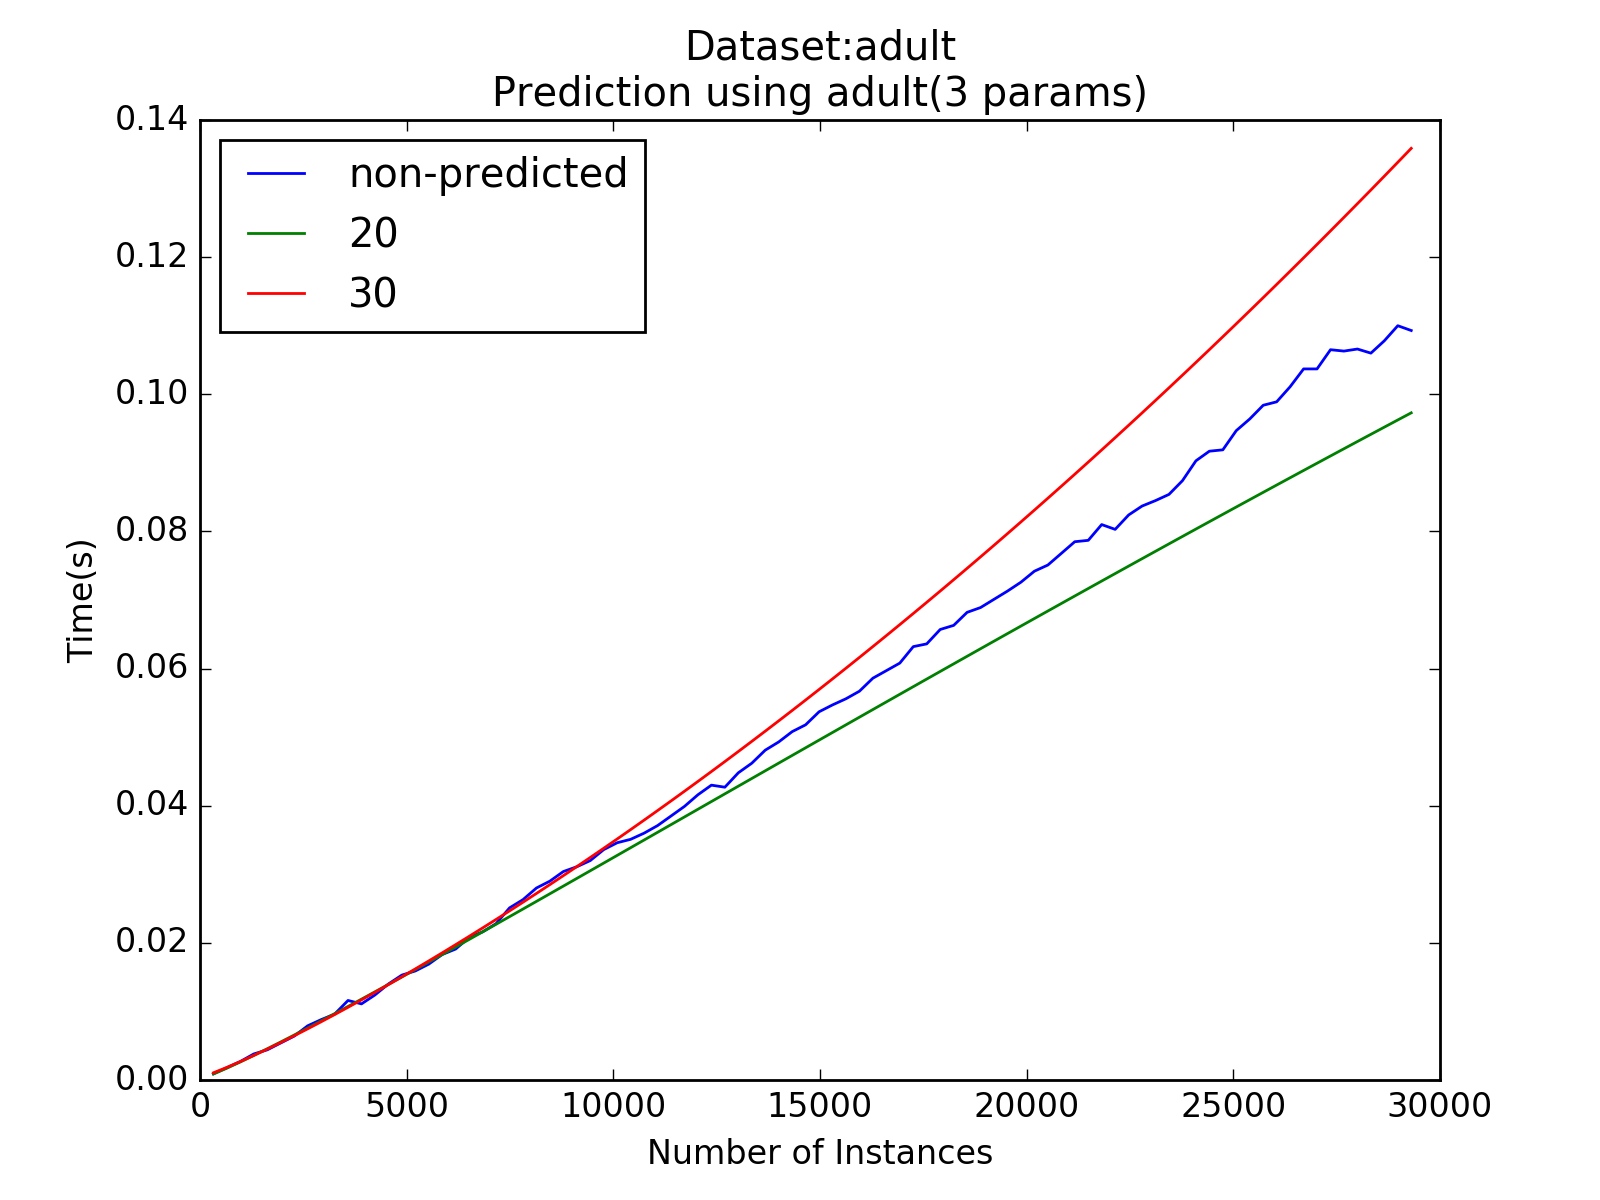 Dataset:adult
Prediction using adult(3 params)
0.14
0.12
0.10
0.08
0.06
0.04
0.02
0.00
Time(s)
non-predicted
20
30
0 5000 10000 15000 20000 25000 30000
Number of Instances